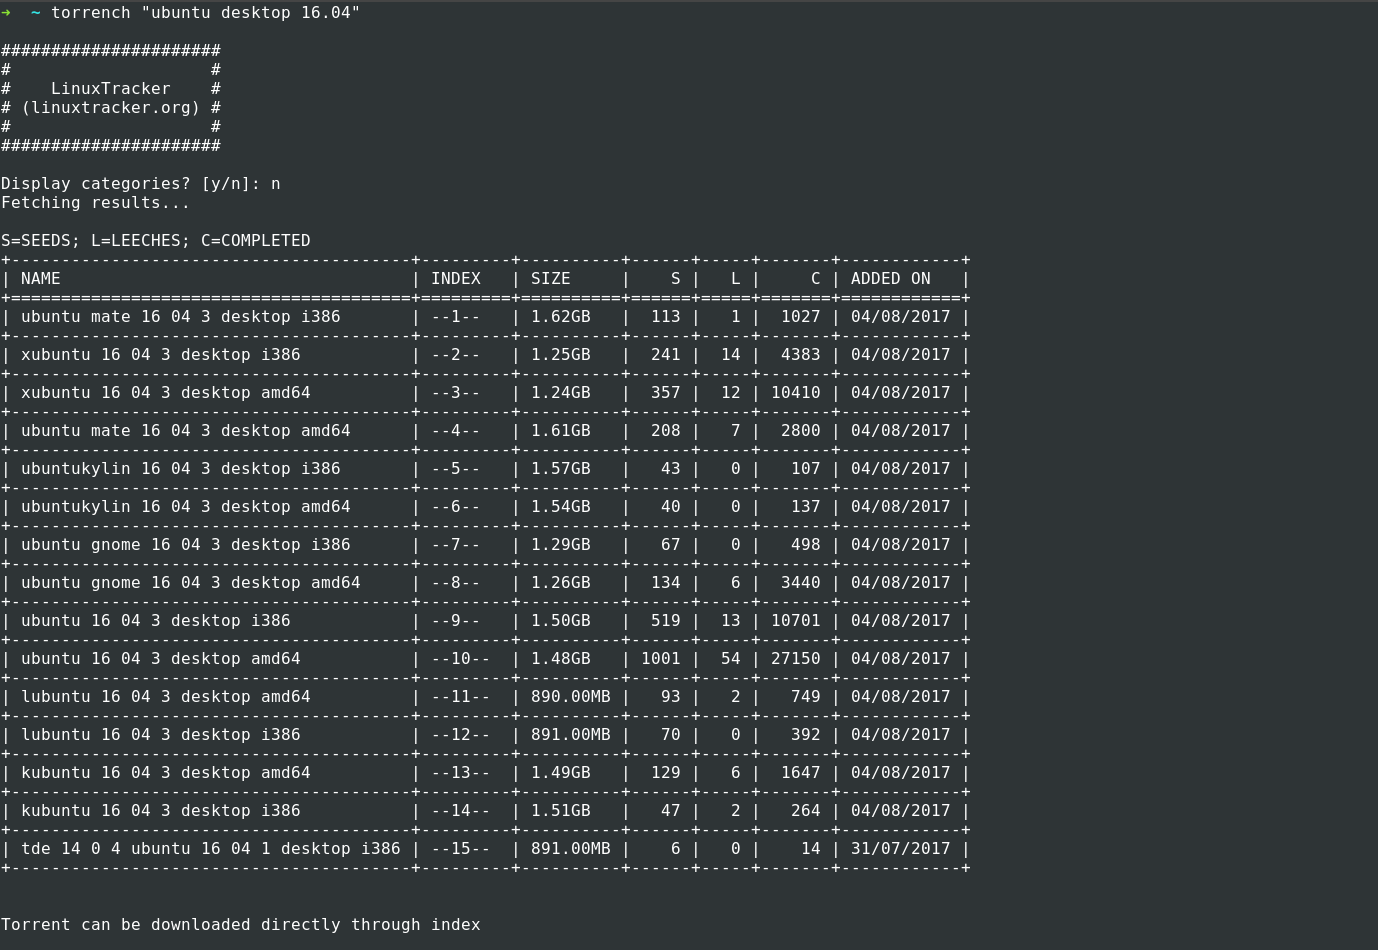 →  ~ torrench "ubuntu desktop 16.04"

######################
#                    #
#    LinuxTracker    #
# (linuxtracker.org) #
#                    #
######################

Display categories? [y/n]: n
Fetching results...

S=SEEDS; L=LEECHES; C=COMPLETED
+----------------------------------------+---------+----------+------+-----+-------+------------+
| NAME                                   | INDEX   | SIZE     |    S |   L |     C | ADDED ON   |
+========================================+=========+==========+======+=====+=======+============+
| ubuntu mate 16 04 3 desktop i386       | --1--   | 1.62GB   |  113 |   1 |  1027 | 04/08/2017 |
+----------------------------------------+---------+----------+------+-----+-------+------------+
| xubuntu 16 04 3 desktop i386           | --2--   | 1.25GB   |  241 |  14 |  4383 | 04/08/2017 |
+----------------------------------------+---------+----------+------+-----+-------+------------+
| xubuntu 16 04 3 desktop amd64          | --3--   | 1.24GB   |  357 |  12 | 10410 | 04/08/2017 |
+----------------------------------------+---------+----------+------+-----+-------+------------+
| ubuntu mate 16 04 3 desktop amd64      | --4--   | 1.61GB   |  208 |   7 |  2800 | 04/08/2017 |
+----------------------------------------+---------+----------+------+-----+-------+------------+
| ubuntukylin 16 04 3 desktop i386       | --5--   | 1.57GB   |   43 |   0 |   107 | 04/08/2017 |
+----------------------------------------+---------+----------+------+-----+-------+------------+
| ubuntukylin 16 04 3 desktop amd64      | --6--   | 1.54GB   |   40 |   0 |   137 | 04/08/2017 |
+----------------------------------------+---------+----------+------+-----+-------+------------+
| ubuntu gnome 16 04 3 desktop i386      | --7--   | 1.29GB   |   67 |   0 |   498 | 04/08/2017 |
+----------------------------------------+---------+----------+------+-----+-------+------------+
| ubuntu gnome 16 04 3 desktop amd64     | --8--   | 1.26GB   |  134 |   6 |  3440 | 04/08/2017 |
+----------------------------------------+---------+----------+------+-----+-------+------------+
| ubuntu 16 04 3 desktop i386            | --9--   | 1.50GB   |  519 |  13 | 10701 | 04/08/2017 |
+----------------------------------------+---------+----------+------+-----+-------+------------+
| ubuntu 16 04 3 desktop amd64           | --10--  | 1.48GB   | 1001 |  54 | 27150 | 04/08/2017 |
+----------------------------------------+---------+----------+------+-----+-------+------------+
| lubuntu 16 04 3 desktop amd64          | --11--  | 890.00MB |   93 |   2 |   749 | 04/08/2017 |
+----------------------------------------+---------+----------+------+-----+-------+------------+
| lubuntu 16 04 3 desktop i386           | --12--  | 891.00MB |   70 |   0 |   392 | 04/08/2017 |
+----------------------------------------+---------+----------+------+-----+-------+------------+
| kubuntu 16 04 3 desktop amd64          | --13--  | 1.49GB   |  129 |   6 |  1647 | 04/08/2017 |
+----------------------------------------+---------+----------+------+-----+-------+------------+
| kubuntu 16 04 3 desktop i386           | --14--  | 1.51GB   |   47 |   2 |   264 | 04/08/2017 |
+----------------------------------------+---------+----------+------+-----+-------+------------+
| tde 14 0 4 ubuntu 16 04 1 desktop i386 | --15--  | 891.00MB |    6 |   0 |    14 | 31/07/2017 |
+----------------------------------------+---------+----------+------+-----+-------+------------+

Torrent can be downloaded directly through index